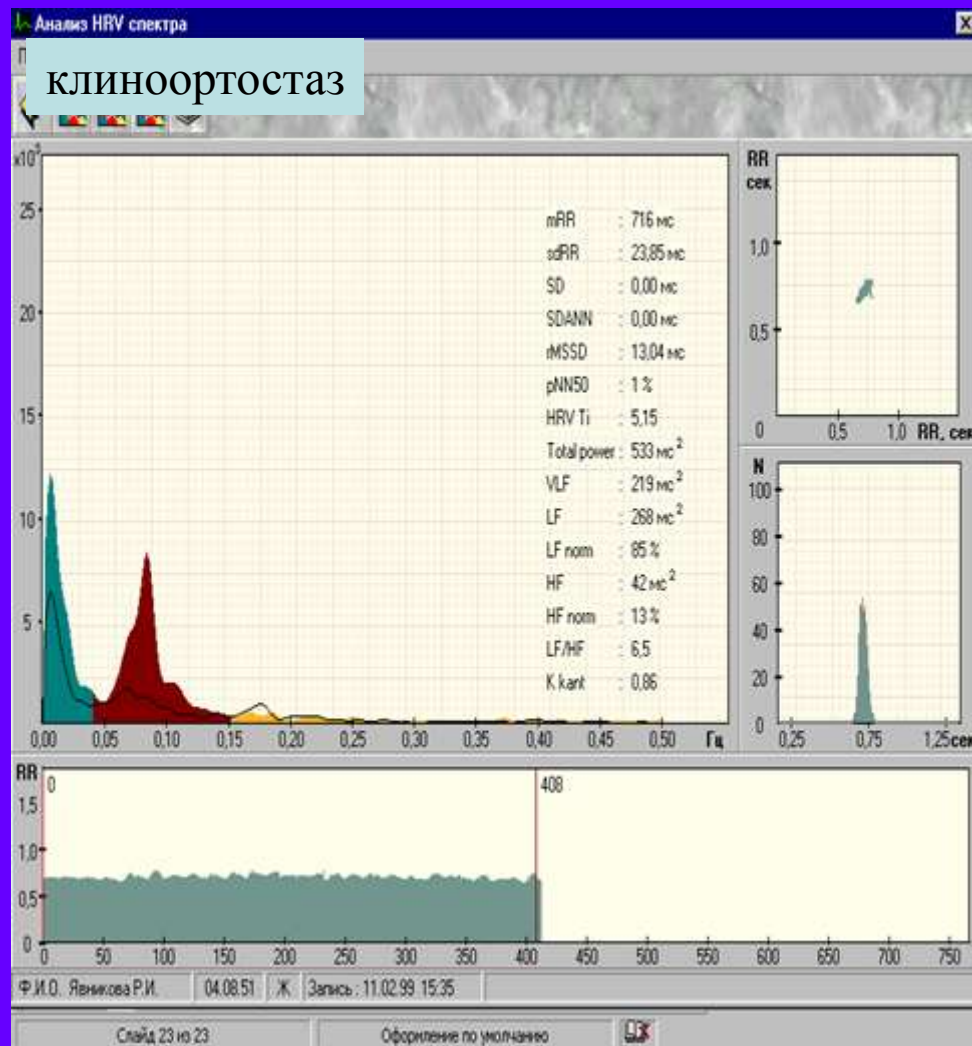 Анализ HRV спектра
клиноортостаз
x10³
25
20
15
10
5
0,00 0,05 0,10 0,15 0,20 0,25 0,30 0,35 0,40 0,45 0,50 Гц
mRR : 716 мс
sdRR : 23,85 мс
SD : 0,00 мс
SDANN : 0,00 мс
rMSSD : 13,04 мс
pNN50 : 1 %
HRV Ti : 5,15
Total power : 533 мс²
VLF : 219 мс²
LF : 268 мс²
LF norm : 85 %
HF : 42 мс²
HF norm : 13 %
LF/HF : 6,5
K kant : 0,86
RR
сек
1,0
0,5
0 0,5 1,0 RR, сек
N
100
80
60
40
20
0
0,25 0,75 1,25 сек
RR
0 408
1,5
1,0
0,5
0
0 50 100 150 200 250 300 350 400 450 500 550 600 650 700 750
Ф.И.О. Явникова Р.И. 04.08.51 Ж Запись : 11.02.99 15:35
Слайд 23 из 23 Оформление по умолчанию